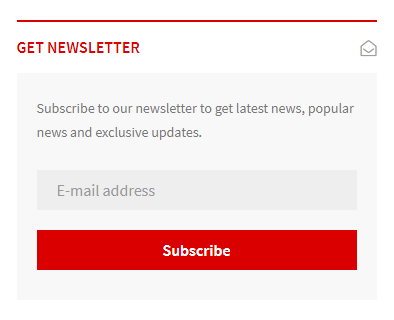 GET NEWSLETTER
Subscribe to our newsletter to get latest news, popular
news and exclusive updates.
E-mail address
Subscribe